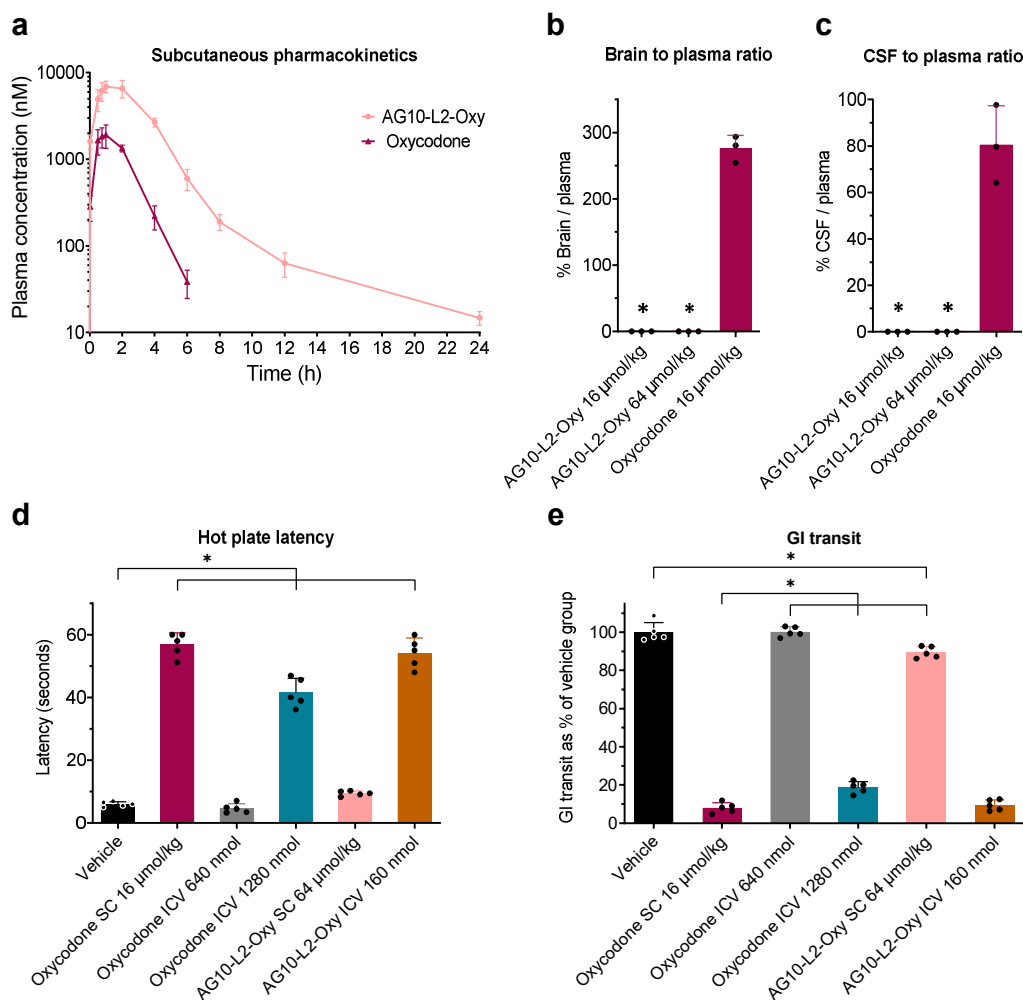 a
Subcutaneous pharmacokinetics
Plasma concentration (nM)
10000
1000
100
10
0 2 4 6 8 10 12 14 16 18 20 22 24
Time (h)
AG10-L2-Oxy
Oxycodone
b
Brain to plasma ratio
% Brain / plasma
300
200
100
0
* *
AG10-L2-Oxy 16 µmol/kg
AG10-L2-Oxy 64 µmol/kg
Oxycodone 16 µmol/kg
c
CSF to plasma ratio
% CSF / plasma
100
80
60
40
20
0
* *
AG10-L2-Oxy 16 µmol/kg
AG10-L2-Oxy 64 µmol/kg
Oxycodone 16 µmol/kg
d
Hot plate latency
*
Latency (seconds)
60
40
20
0
Vehicle
Oxycodone SC 16 µmol/kg
Oxycodone ICV 640 nmol
Oxycodone ICV 1280 nmol
AG10-L2-Oxy SC 64 µmol/kg
AG10-L2-Oxy ICV 160 nmol
e
GI transit
*
*
GI transit as % of vehicle group
100
80
60
40
20
0
Vehicle
Oxycodone SC 16 µmol/kg
Oxycodone ICV 640 nmol
Oxycodone ICV 1280 nmol
AG10-L2-Oxy SC 64 µmol/kg
AG10-L2-Oxy ICV 160 nmol